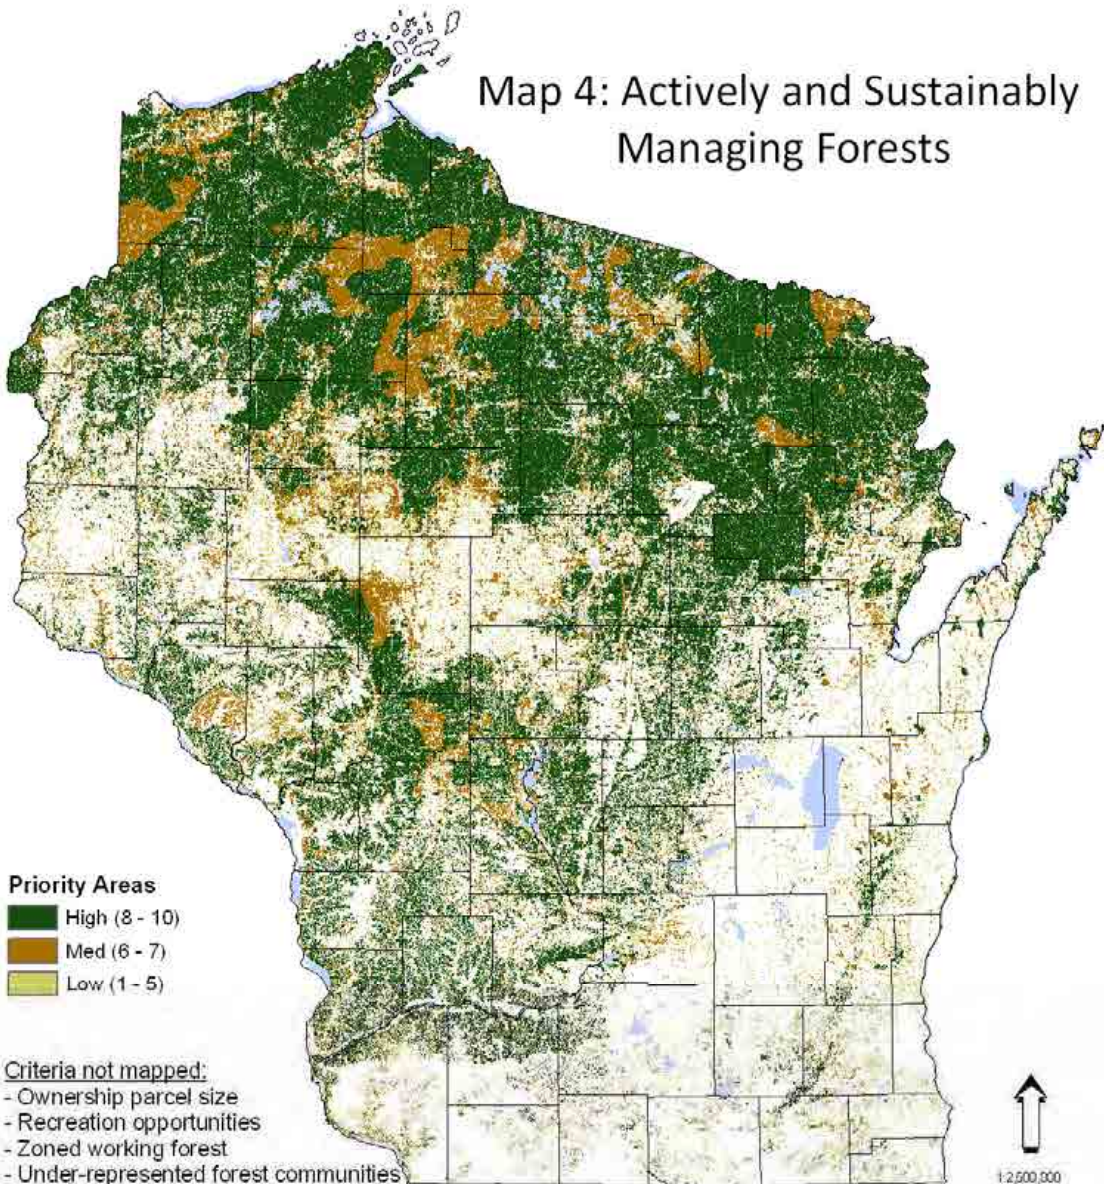 Map 4: Actively and Sustainably
Managing Forests
Priority Areas
High (8 - 10)
Med (6 - 7)
Low (1 - 5)
Criteria not mapped:
- Ownership parcel size
- Recreation opportunities
- Zoned working forest
- Under-represented forest communities
1:2,500,000